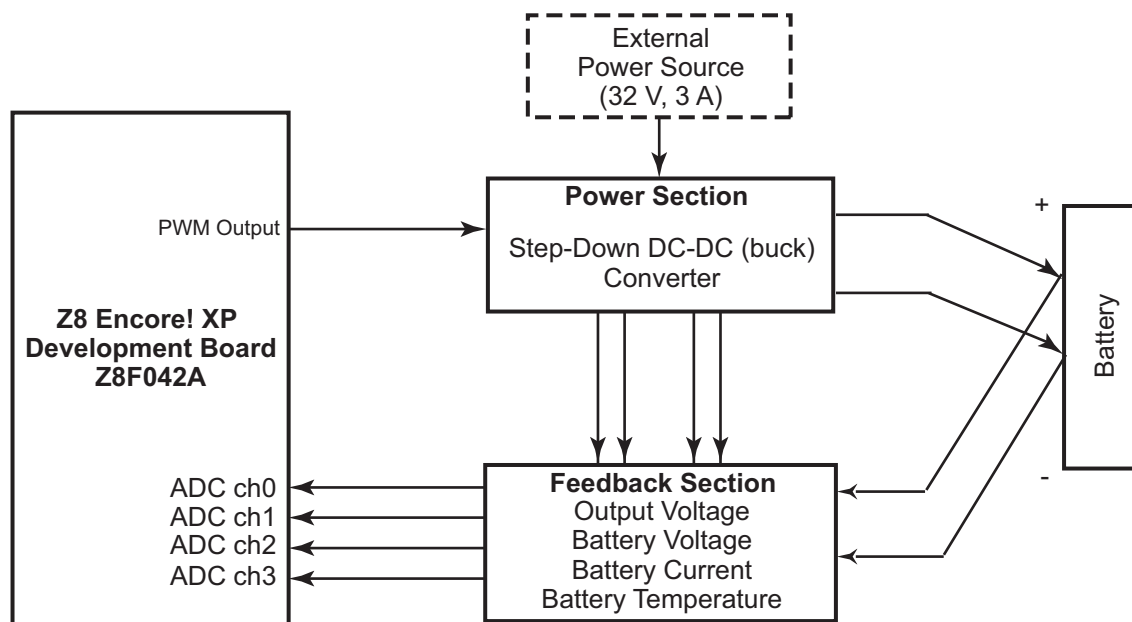 External
Power Source
(32 V, 3 A)
Power Section
Step-Down DC-DC (buck)
Converter
PWM Output
Z8 Encore! XP
Development Board
Z8F042A
+
Battery
-
ADC ch0
ADC ch1
ADC ch2
ADC ch3
Feedback Section
Output Voltage
Battery Voltage
Battery Current
Battery Temperature